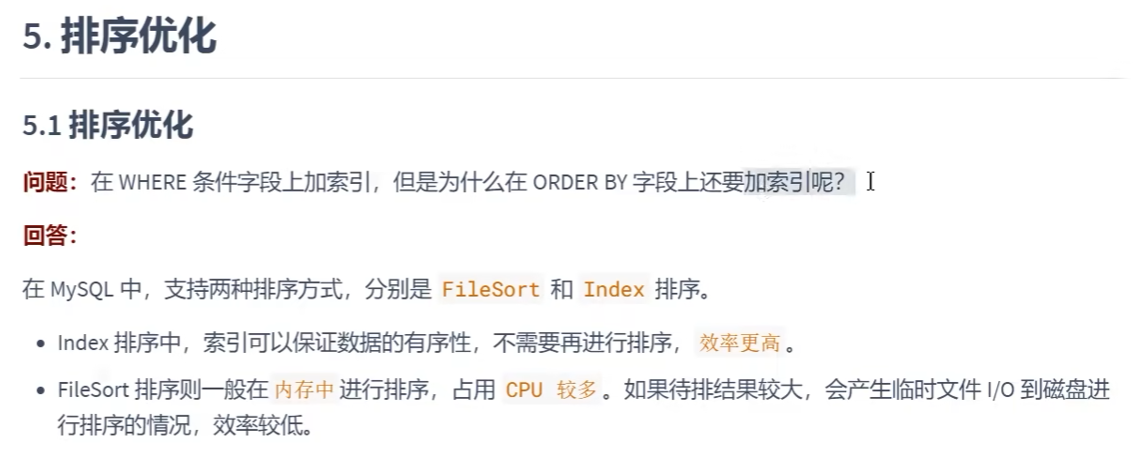 5. 排序优化
5.1 排序优化
问题：在 WHERE 条件字段上加索引，但是为什么在 ORDER BY 字段上还要加索引呢？
回答：
在 MySQL 中，支持两种排序方式，分别是 FileSort 和 Index 排序。
• Index 排序中，索引可以保证数据的有序性，不需要再进行排序，效率更高。
• FileSort 排序则一般在内存中进行排序，占用 CPU 较多。如果待排结果较大，会产生临时文件 I/O 到磁盘进
行排序的情况，效率较低。